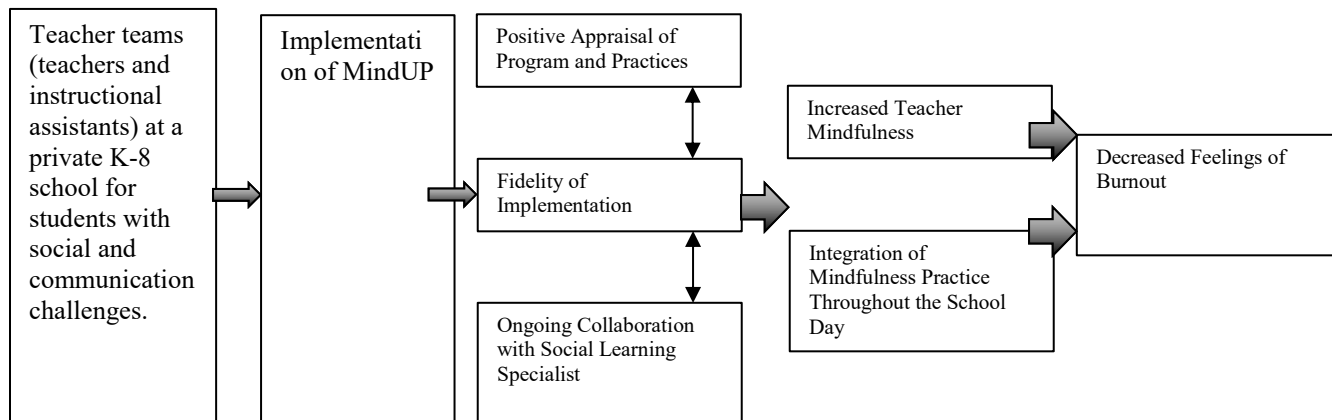 Teacher teams
(teachers and
instructional
assistants) at a
private K-8
school for
students with
social and
communication
challenges.
Implementati
on of MindUP
Positive Appraisal of
Program and Practices
Fidelity of
Implementation
Ongoing Collaboration
with Social Learning
Specialist
Increased Teacher
Mindfulness
Integration of
Mindfulness Practice
Throughout the School
Day
Decreased Feelings of
Burnout